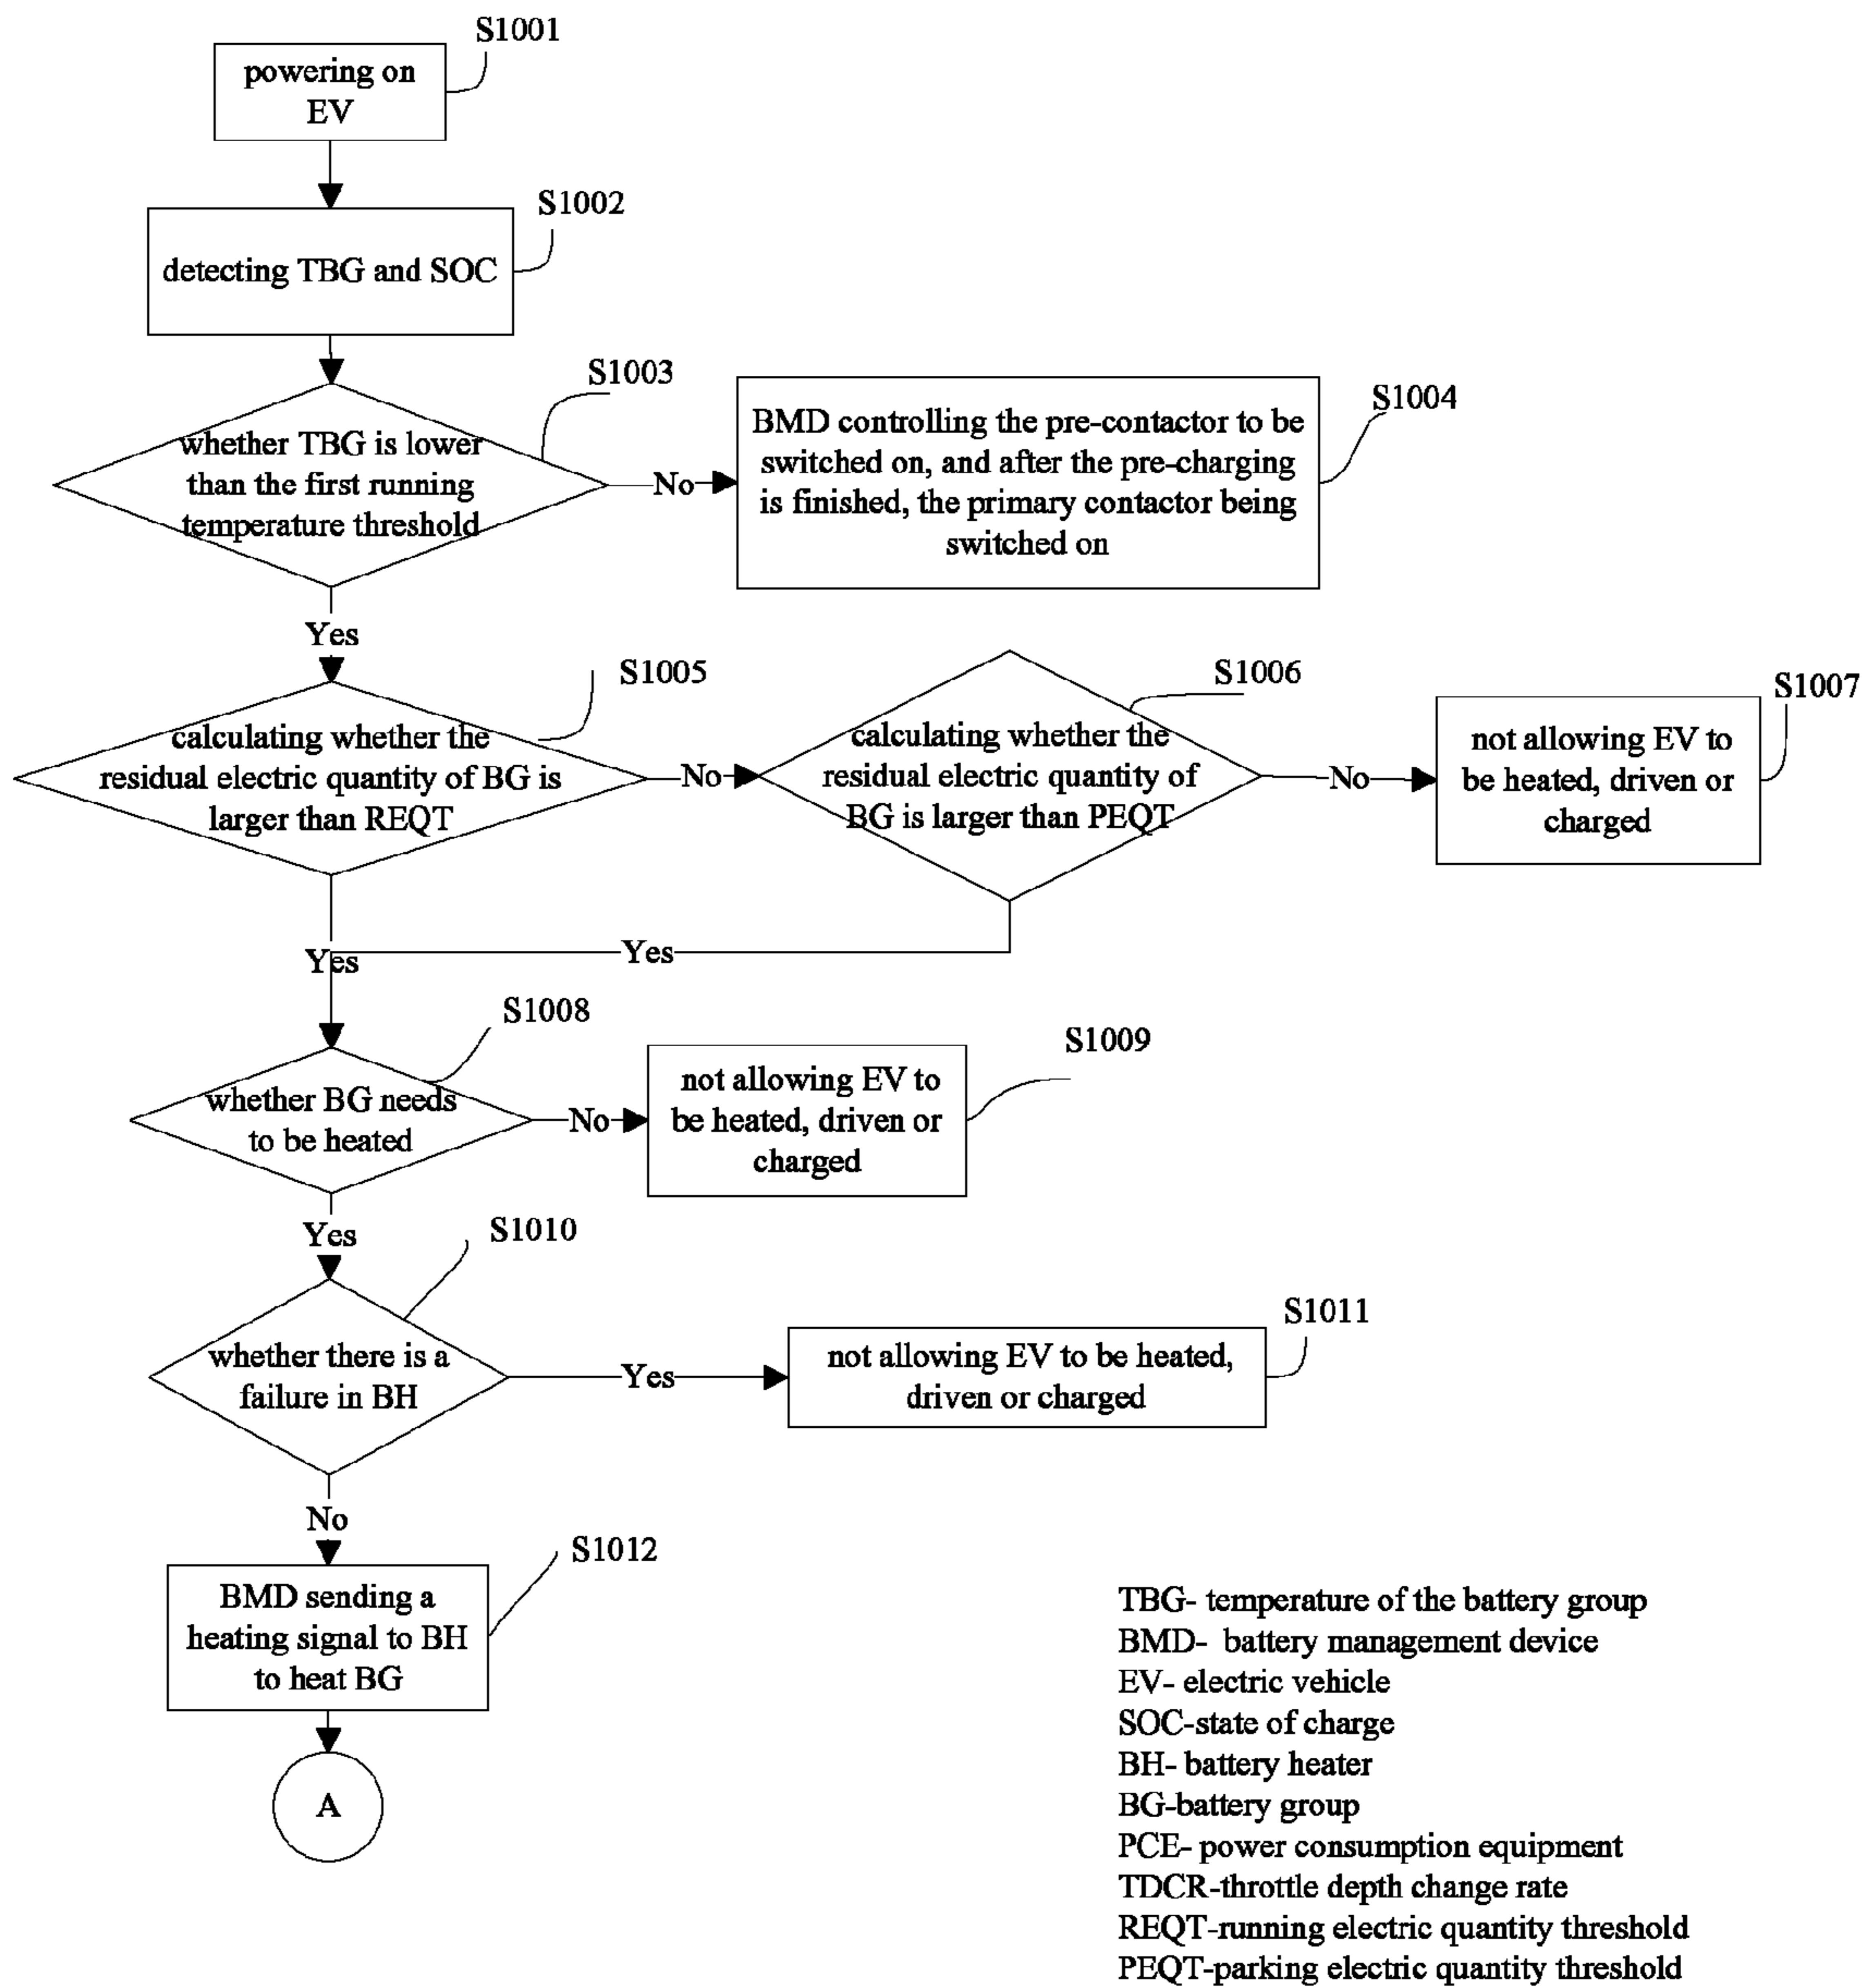 S1001
powering on
EV
S1002
detecting TBG and SOC
S1003
whether TBG is lower
than the first running
temperature threshold
No
S1004
BMD controlling the pre-contactor to be
switched on, and after the pre-charging
is finished, the primary contactor being
switched on
Yes
S1005
calculating whether the
residual electric quantity of BG is
larger than REQT
No
S1006
calculating whether the
residual electric quantity of
BG is larger than PEQT
No
S1007
not allowing EV to
be heated, driven or
charged
Yes
Yes
S1008
whether BG needs
to be heated
No
S1009
not allowing EV to
be heated, driven or
charged
Yes
S1010
whether there is a
failure in BH
Yes
S1011
not allowing EV to be heated,
driven or charged
No
S1012
BMD sending a
heating signal to BH
to heat BG
A
TBG- temperature of the battery group
BMD- battery management device
EV- electric vehicle
SOC-state of charge
BH- battery heater
BG-battery group
PCE- power consumption equipment
TDCR-throttle depth change rate
REQT-running electric quantity threshold
PEQT-parking electric quantity threshold